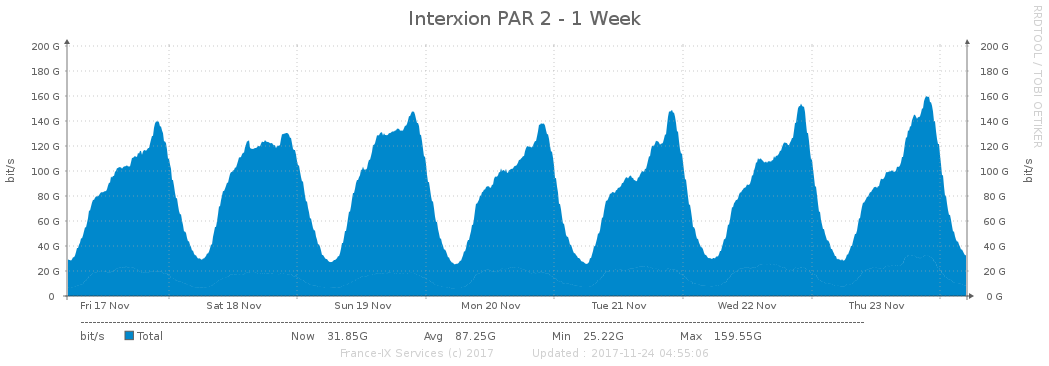 Interxion PAR 2 - 1 Week
RRDTOOL / TOBI OETIKER
bit/s
200 G
180 G
160 G
140 G
120 G
100 G
80 G
60 G
40 G
20 G
0
200 G
180 G
160 G
140 G
120 G
100 G
80 G
60 G
40 G
20 G
0 G
bit/s
Fri 17 Nov Sat 18 Nov Sun 19 Nov Mon 20 Nov Tue 21 Nov Wed 22 Nov Thu 23 Nov
bit/s Total Now 31.85G Avg 87.25G Min 25.22G Max 159.55G
France-IX Services (c) 2017 Updated : 2017-11-24 04:55:06